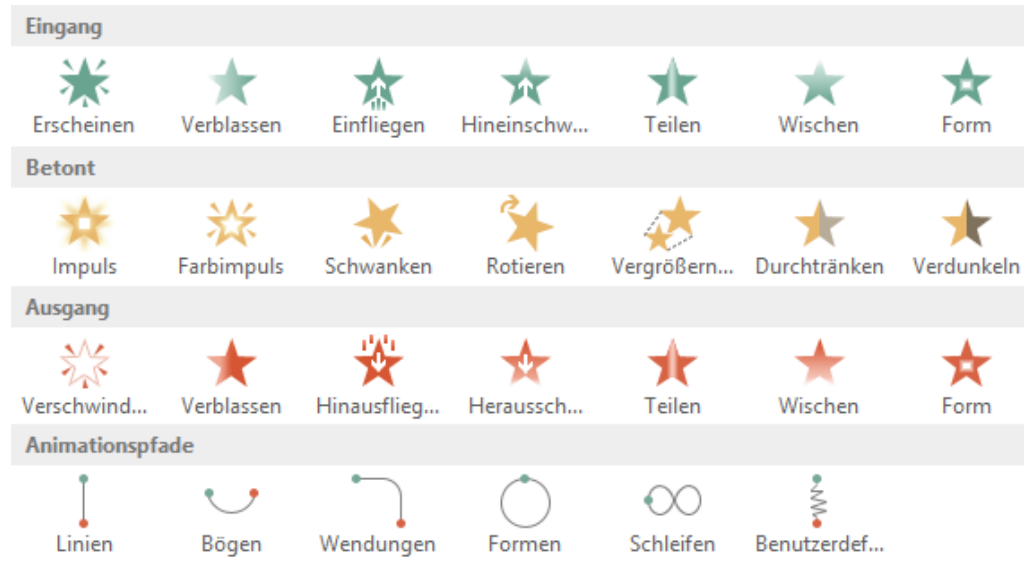 Eingang
Erscheinen Verblassen Einfliegen Hineinschw... Teilen Wischen Form
Betont
Impuls Farbimpuls Schwanken Rotieren Vergrößern... Durchtränken Verdunkeln
Ausgang
Verschwind... Verblassen Hinausflieg... Heraussch... Teilen Wischen Form
Animationspfade
Linien Bögen Wendungen Formen Schleifen Benutzerdef...